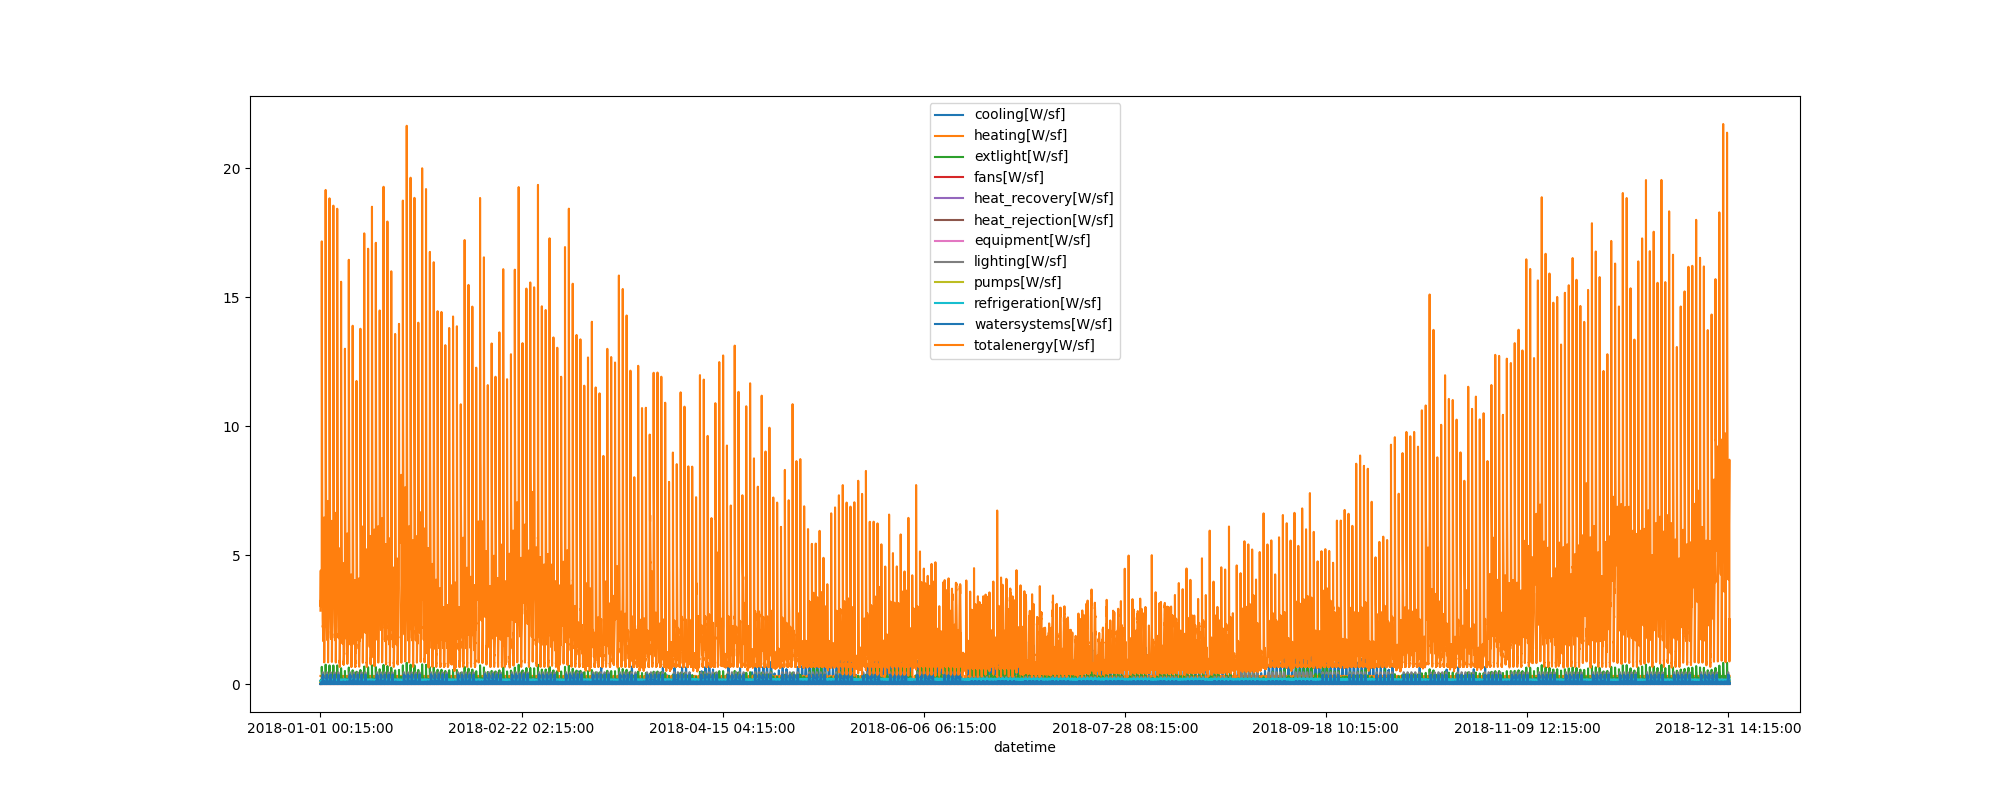 cooling[W/sf]
heating[W/sf]
extlight[W/sf]
fans[W/sf]
heat_recovery[W/sf]
heat_rejection[W/sf]
equipment[W/sf]
lighting[W/sf]
pumps[W/sf]
refrigeration[W/sf]
watersystems[W/sf]
totalenergy[W/sf]
20
15
10
5
0
2018-01-01 00:15:00 2018-02-22 02:15:00 2018-04-15 04:15:00 2018-06-06 06:15:00 2018-07-28 08:15:00 2018-09-18 10:15:00 2018-11-09 12:15:00 2018-12-31 14:15:00
datetime